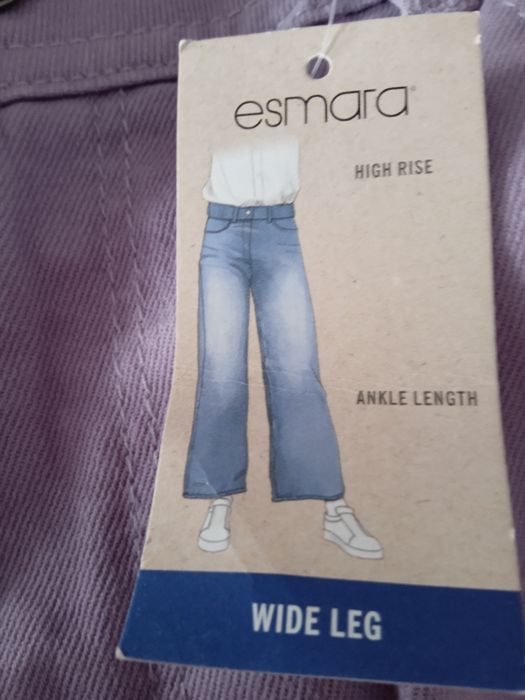 esmara®
HIGH RISE
ANKLE LENGTH
WIDE LEG